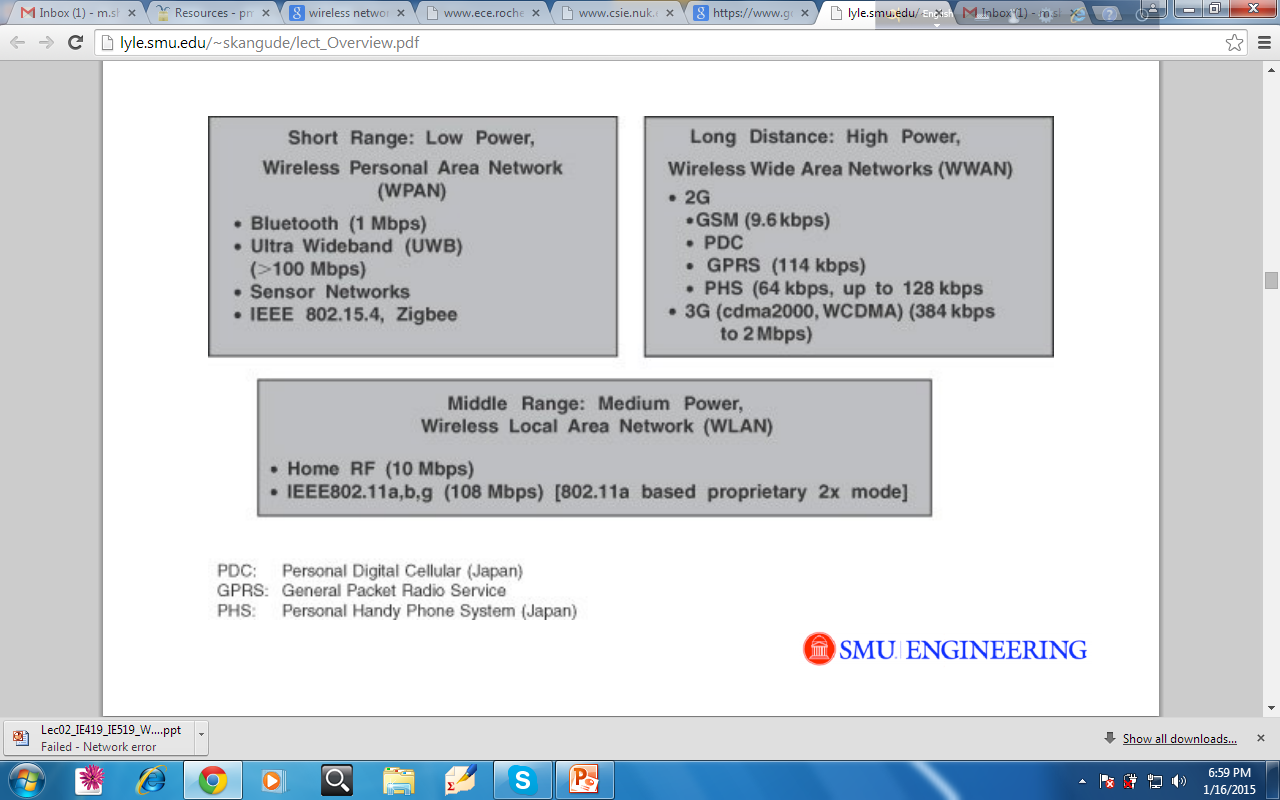 Inbox (1) - m.sh
Resources - pm
wireless networ
www.ece.roche
www.csie.nuk.
https://www.go
lyle.smu.edu/
English
Inbox (1) - m.s
lyle.smu.edu/~skangude/lect_Overview.pdf
Short Range: Low Power,
Wireless Personal Area Network
(WPAN)
• Bluetooth (1 Mbps)
• Ultra Wideband (UWB)
(>100 Mbps)
• Sensor Networks
• IEEE 802.15.4, Zigbee
Long Distance: High Power,
Wireless Wide Area Networks (WWAN)
• 2G
•GSM (9.6 kbps)
• PDC
• GPRS (114 kbps)
• PHS (64 kbps, up to 128 kbps
• 3G (cdma2000, WCDMA) (384 kbps
to 2 Mbps)
Middle Range: Medium Power,
Wireless Local Area Network (WLAN)
• Home RF (10 Mbps)
• IEEE802.11a,b,g (108 Mbps) [802.11a based proprietary 2x mode]
PDC: Personal Digital Cellular (Japan)
GPRS: General Packet Radio Service
PHS: Personal Handy Phone System (Japan)
SMU. ENGINEERING
Lec02_IE419_IE519_W....ppt
Failed - Network error
Show all downloads...
6:59 PM
1/16/2015